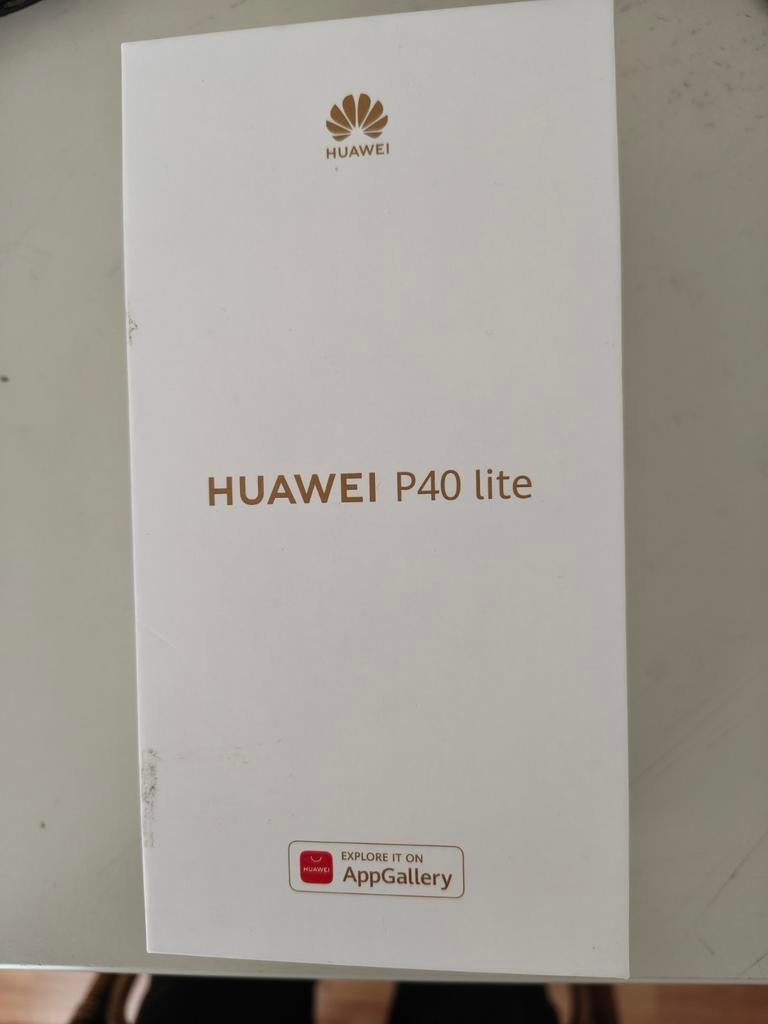 HUAWEI
HUAWEI P40 lite
HUAWEI
EXPLORE IT ON
AppGallery